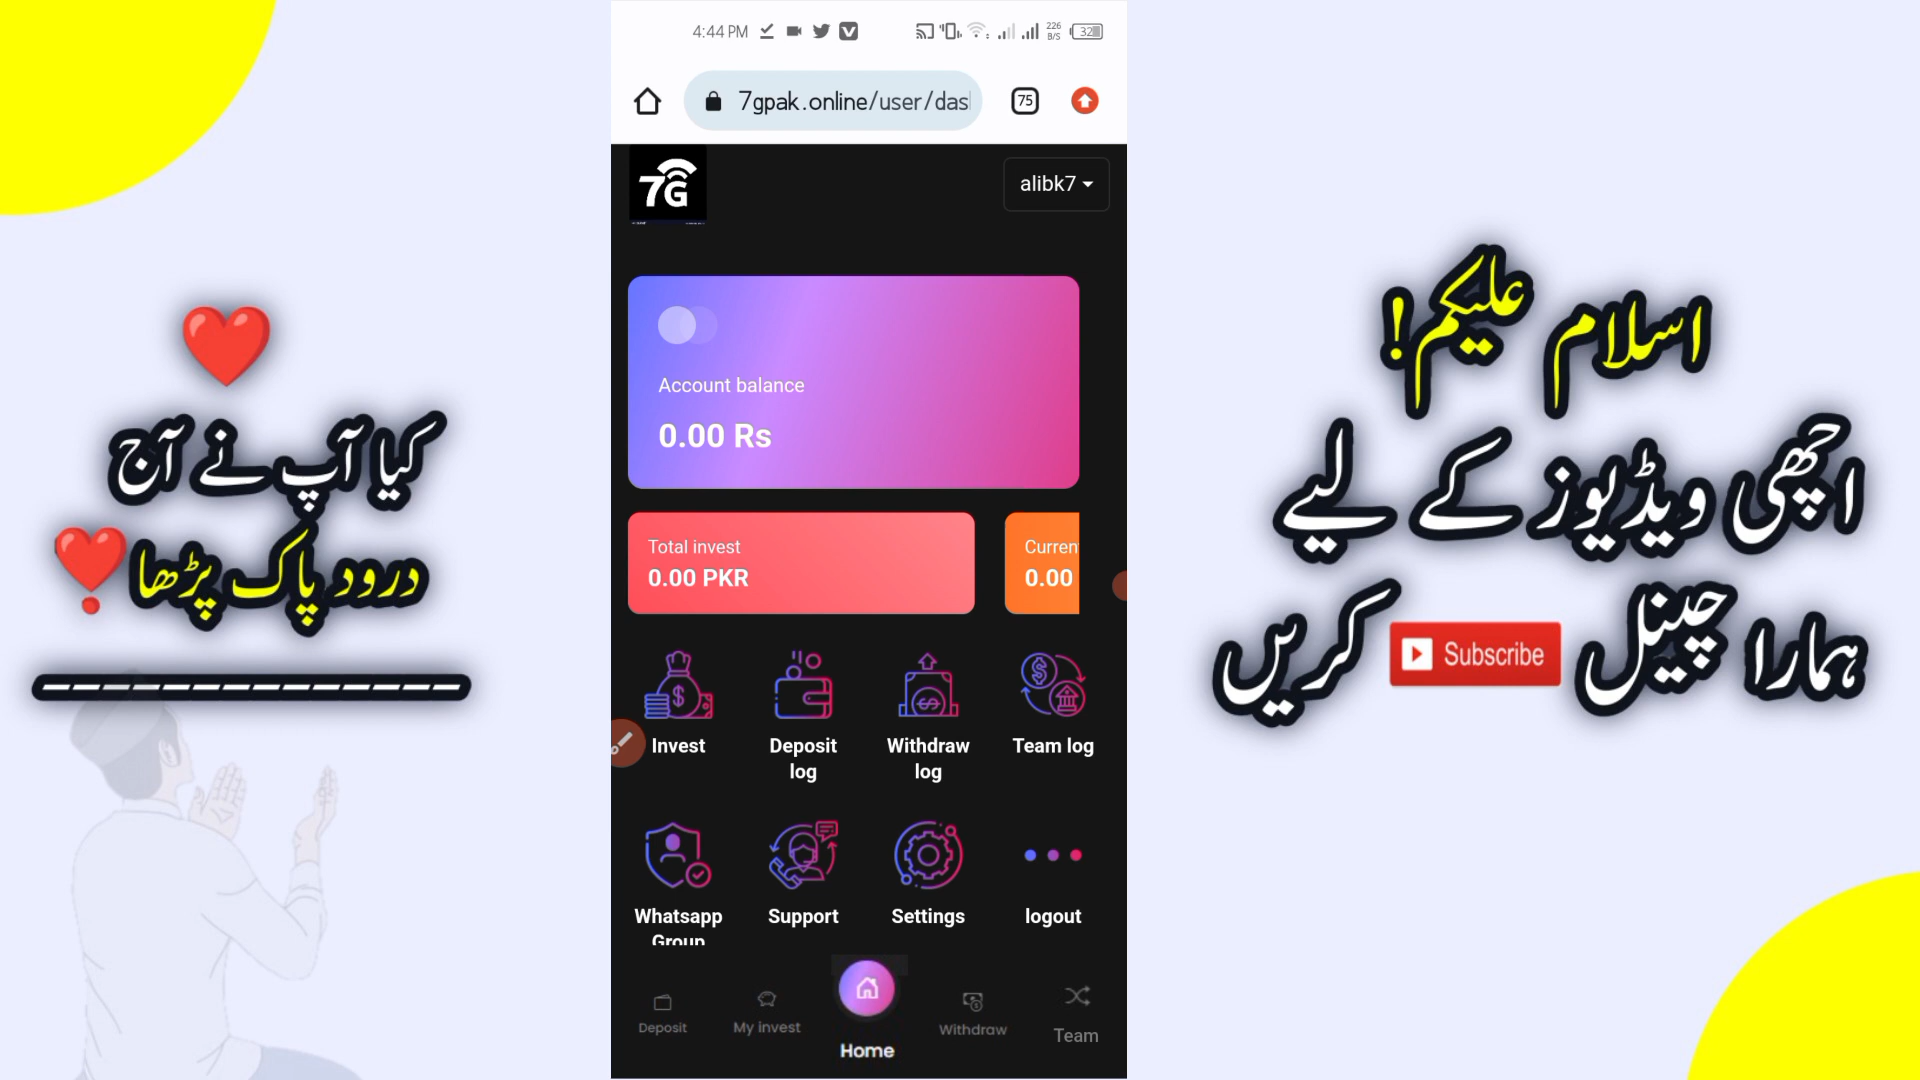 کیا آپ نے آج
درود پاک پڑھا
4:44 PM
226
B/S
32
7gpak.online/user/das
75
7G
alibk7
Account balance
0.00 Rs
Total invest
0.00 PKR
Curren
0.00
Invest
Deposit
log
Withdraw
log
Team log
Whatsapp
Group
Support
Settings
logout
Deposit
My invest
Home
Withdraw
Team
اسلام علیکم!
اچھی ویڈیوز کے لیے
ہمارا چینل Subscribe کریں